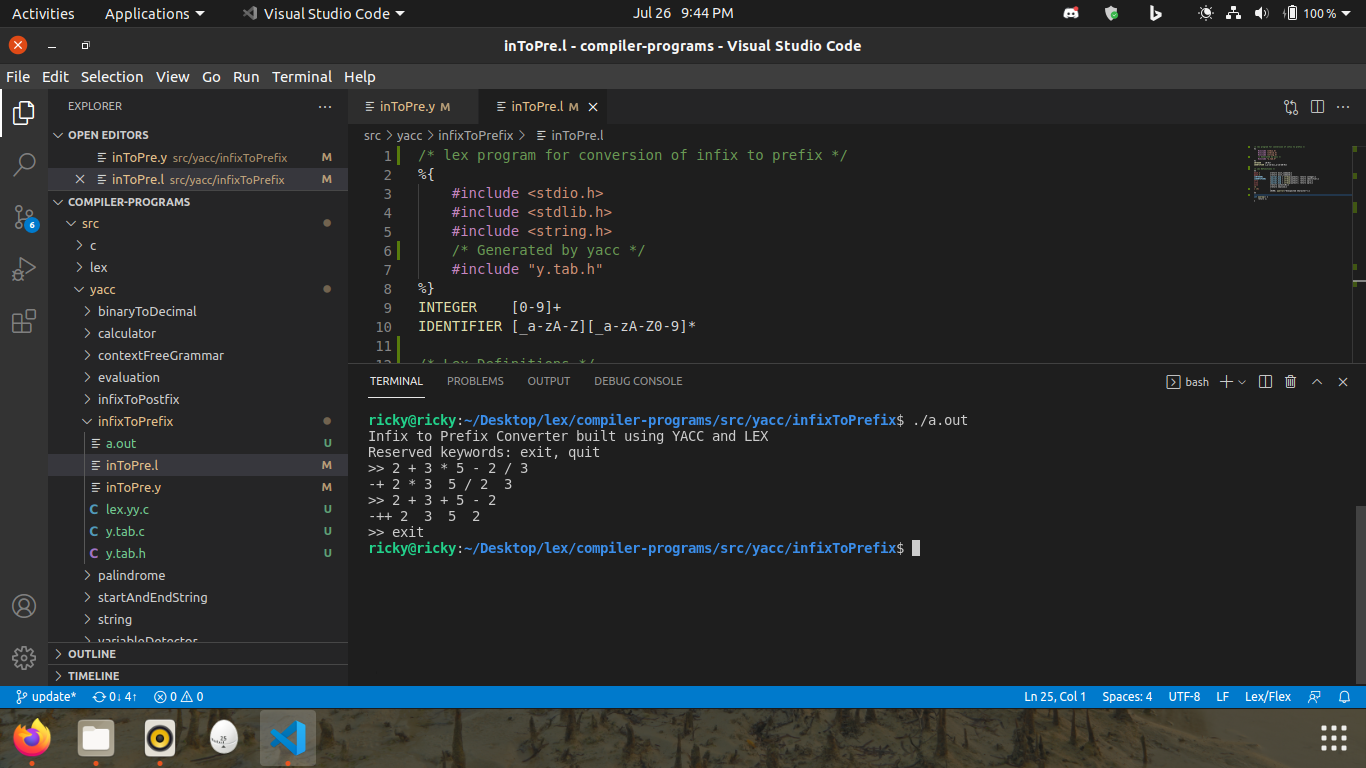 Activities Applications Visual Studio Code Jul 26 9:44 PM 100 %
inToPre.l - compiler-programs - Visual Studio Code
File Edit Selection View Go Run Terminal Help
EXPLORER
OPEN EDITORS
inToPre.y src/yacc/infixToPrefix M
inToPre.l src/yacc/infixToPrefix M
COMPILER-PROGRAMS
src
c
lex
yacc
binaryToDecimal
calculator
contextFreeGrammar
evaluation
infixToPostfix
infixToPrefix
a.out U
inToPre.l M
inToPre.y M
lex.yy.c U
y.tab.c U
y.tab.h U
palindrome
startAndEndString
string
variableDetector
OUTLINE
TIMELINE
6
inToPre.y M inToPre.l M
src > yacc > infixToPrefix > inToPre.l
1 /* lex program for conversion of infix to prefix */
2 %{
3 #include <stdio.h>
4 #include <stdlib.h>
5 #include <string.h>
6 /* Generated by yacc */
7 #include "y.tab.h"
8 %}
9 INTEGER [0-9]+
10 IDENTIFIER [_a-zA-Z][_a-zA-Z0-9]*
11
12 /* Lex Definitions */
TERMINAL PROBLEMS OUTPUT DEBUG CONSOLE bash
ricky@ricky:~/Desktop/lex/compiler-programs/src/yacc/infixToPrefix$ ./a.out
Infix to Prefix Converter built using YACC and LEX
Reserved keywords: exit, quit
>> 2 + 3 * 5 - 2 / 3
-+ 2 * 3  5 / 2  3
>> 2 + 3 + 5 - 2
-++ 2  3  5  2
>> exit
ricky@ricky:~/Desktop/lex/compiler-programs/src/yacc/infixToPrefix$
update* 0↓ 4↑ 0 0 Ln 25, Col 1 Spaces: 4 UTF-8 LF Lex/Flex